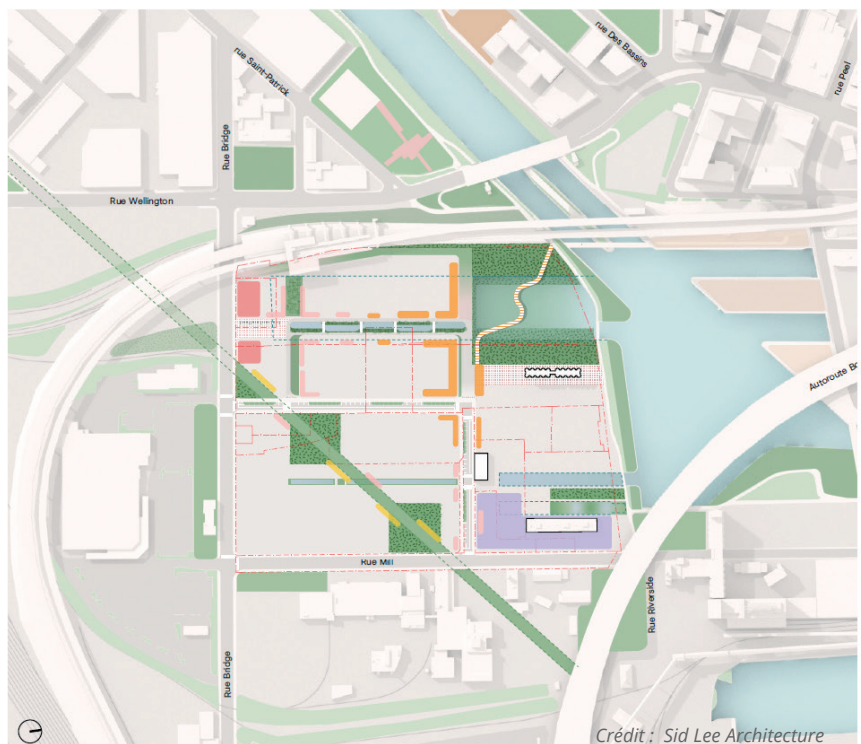 rue Des Bassins
rue Peel
rue Saint-Patrick
Rue Bridge
Rue Wellington
Autoroute Bo
Rue Mill
Rue Riverside
Rue Bridge
Crédit : Sid Lee Architecture